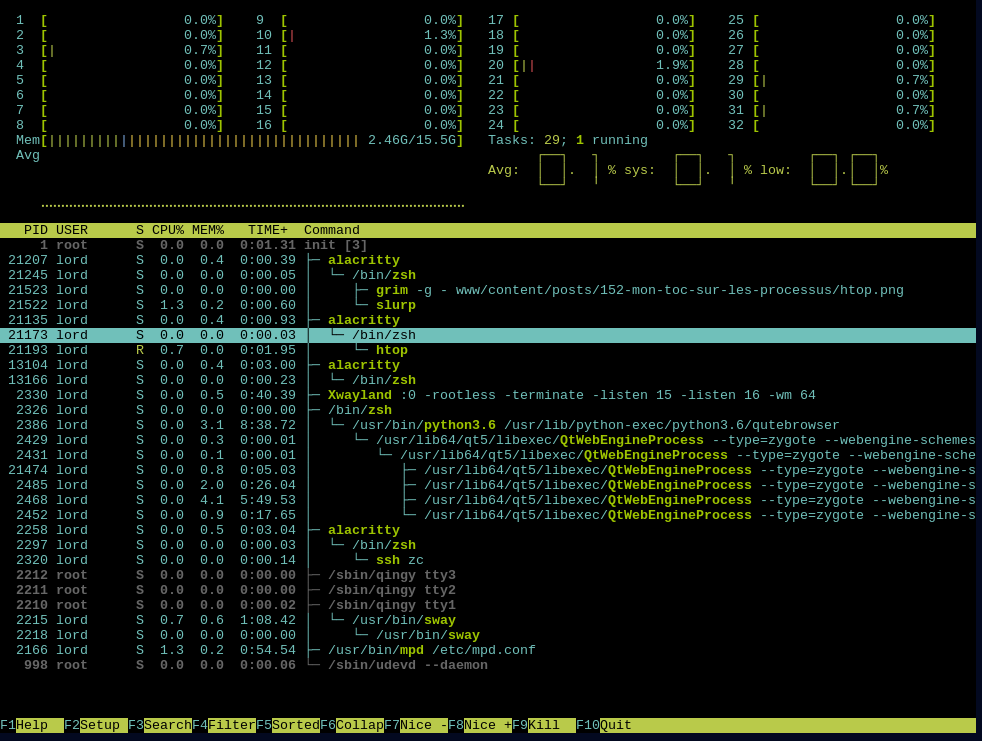 1 [ 0.0%] 9 [ 0.0%] 17 [ 0.0%] 25 [ 0.0%]
2 [ 0.0%] 10 [| 1.3%] 18 [ 0.0%] 26 [ 0.0%]
3 [| 0.7%] 11 [ 0.0%] 19 [ 0.0%] 27 [ 0.0%]
4 [ 0.0%] 12 [ 0.0%] 20 [|| 1.9%] 28 [ 0.0%]
5 [ 0.0%] 13 [ 0.0%] 21 [ 0.0%] 29 [| 0.7%]
6 [ 0.0%] 14 [ 0.0%] 22 [ 0.0%] 30 [ 0.0%]
7 [ 0.0%] 15 [ 0.0%] 23 [ 0.0%] 31 [| 0.7%]
8 [ 0.0%] 16 [ 0.0%] 24 [ 0.0%] 32 [ 0.0%]
Mem[||||||||||||||||||||||||||||||||||||||| 2.46G/15.5G] Tasks: 29; 1 running
Avg
Avg: 0.1% sys: 0.1% low: 0.0%
PID USER S CPU% MEM% TIME+ Command
1 root S 0.0 0.0 0:01.31 init [3]
21207 lord S 0.0 0.4 0:00.39 ├─ alacritty
21245 lord S 0.0 0.0 0:00.05 │ └─ /bin/zsh
21523 lord S 0.0 0.0 0:00.00 │ ├─ grim -g - www/content/posts/152-mon-toc-sur-les-processus/htop.png
21522 lord S 1.3 0.2 0:00.60 │ └─ slurp
21135 lord S 0.0 0.4 0:00.93 ├─ alacritty
21173 lord S 0.0 0.0 0:00.03 │ └─ /bin/zsh
21193 lord R 0.7 0.0 0:01.95 │ └─ htop
13104 lord S 0.0 0.4 0:03.00 ├─ alacritty
13166 lord S 0.0 0.0 0:00.23 │ └─ /bin/zsh
2330 lord S 0.0 0.5 0:40.39 ├─ Xwayland :0 -rootless -terminate -listen 15 -listen 16 -wm 64
2326 lord S 0.0 0.0 0:00.00 ├─ /bin/zsh
2386 lord S 0.0 3.1 8:38.72 │ └─ /usr/bin/python3.6 /usr/lib/python-exec/python3.6/qutebrowser
2429 lord S 0.0 0.3 0:00.01 │ └─ /usr/lib64/qt5/libexec/QtWebEngineProcess --type=zygote --webengine-schemes
2431 lord S 0.0 0.1 0:00.01 │ └─ /usr/lib64/qt5/libexec/QtWebEngineProcess --type=zygote --webengine-sche
21474 lord S 0.0 0.8 0:05.03 │ ├─ /usr/lib64/qt5/libexec/QtWebEngineProcess --type=zygote --webengine-s
2485 lord S 0.0 2.0 0:26.04 │ ├─ /usr/lib64/qt5/libexec/QtWebEngineProcess --type=zygote --webengine-s
2468 lord S 0.0 4.1 5:49.53 │ ├─ /usr/lib64/qt5/libexec/QtWebEngineProcess --type=zygote --webengine-s
2452 lord S 0.0 0.9 0:17.65 │ └─ /usr/lib64/qt5/libexec/QtWebEngineProcess --type=zygote --webengine-s
2258 lord S 0.0 0.5 0:03.04 ├─ alacritty
2297 lord S 0.0 0.0 0:00.03 │ └─ /bin/zsh
2320 lord S 0.0 0.0 0:00.14 │ └─ ssh zc
2212 root S 0.0 0.0 0:00.00 ├─ /sbin/qingy tty3
2211 root S 0.0 0.0 0:00.00 ├─ /sbin/qingy tty2
2210 root S 0.0 0.0 0:00.02 ├─ /sbin/qingy tty1
2215 lord S 0.7 0.6 1:08.42 │ └─ /usr/bin/sway
2218 lord S 0.0 0.0 0:00.00 │ └─ /usr/bin/sway
2166 lord S 1.3 0.2 0:54.54 ├─ /usr/bin/mpd /etc/mpd.conf
998 root S 0.0 0.0 0:00.06 └─ /sbin/udevd --daemon
F1Help F2Setup F3SearchF4FilterF5SortedF6CollapF7Nice -F8Nice +F9Kill F10Quit